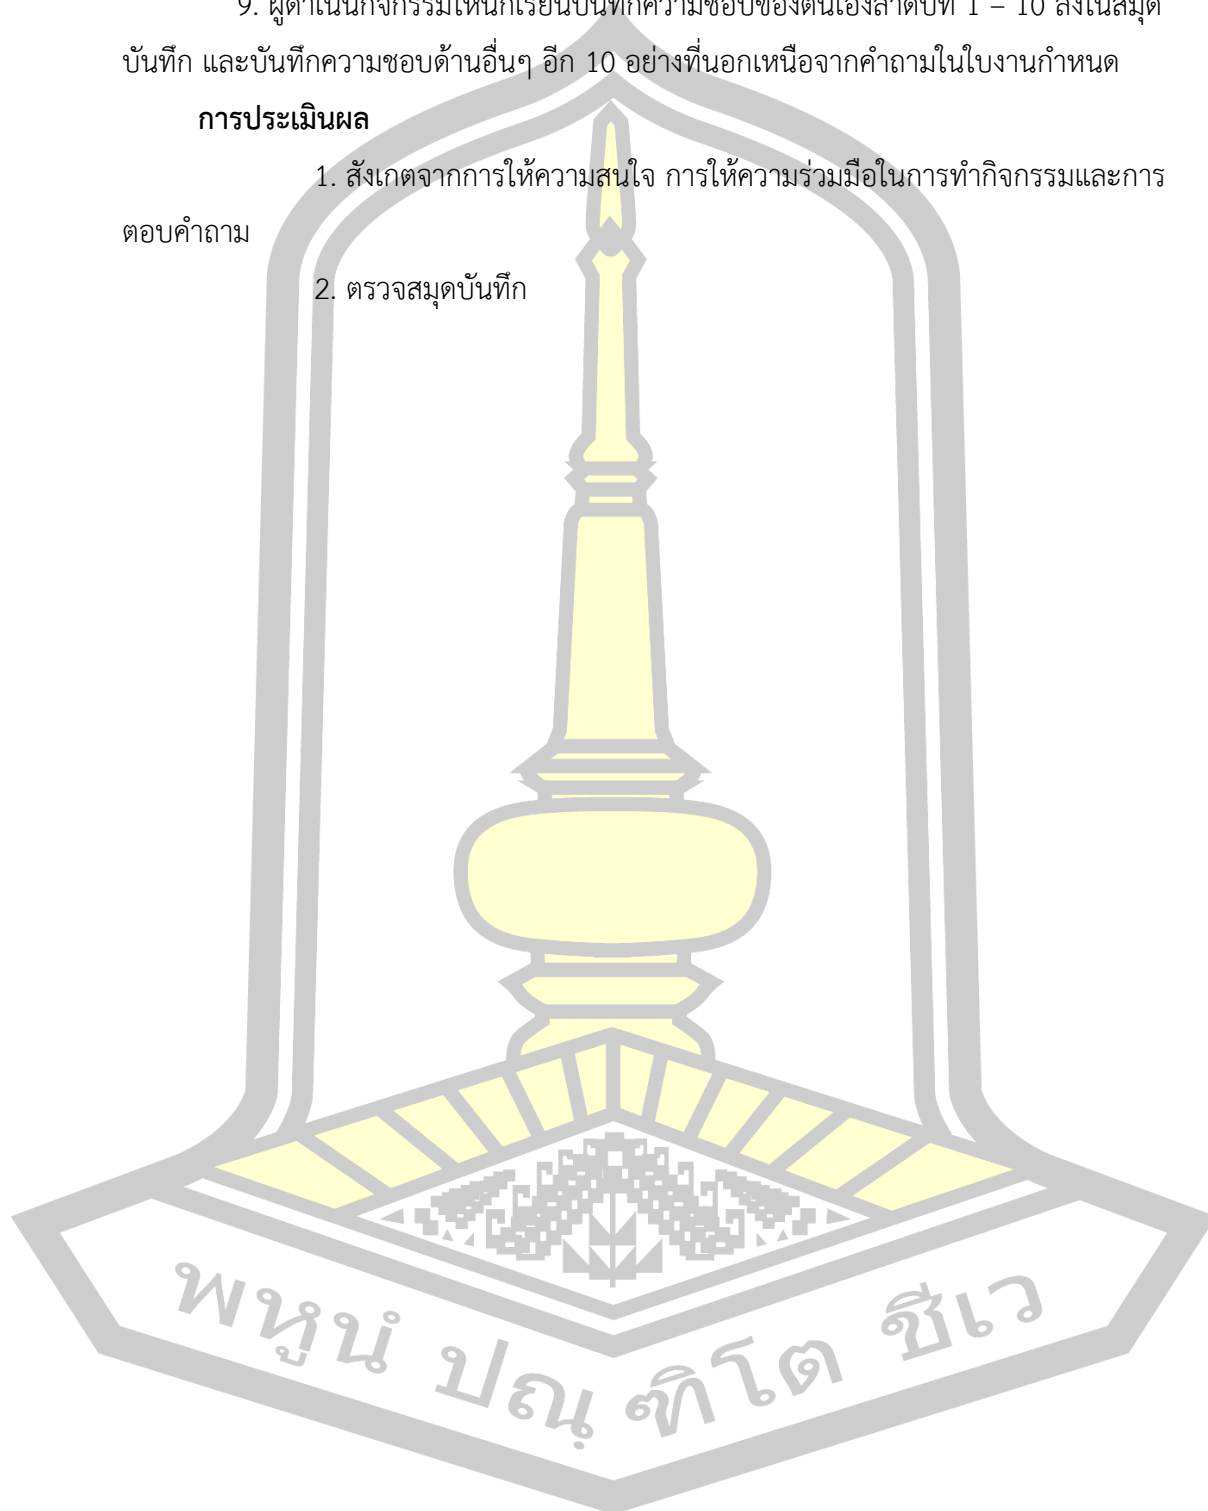 9. ผู้ดำเนินกิจกรรมให้นักเรียนบันทึกความชอบของตนเองลำดับที่ 1 – 10 ลงในสมุด
บันทึก และบันทึกความชอบด้านอื่นๆ อีก 10 อย่างที่นอกเหนือจากคำถามในใบงานกำหนด
การประเมินผล
1. สังเกตจากการให้ความสนใจ การให้ความร่วมมือในการทำกิจกรรมและการ
ตอบคำถาม
2. ตรวจสมุดบันทึก
พหูนํ ปณฺ ฑิโต ชีเว